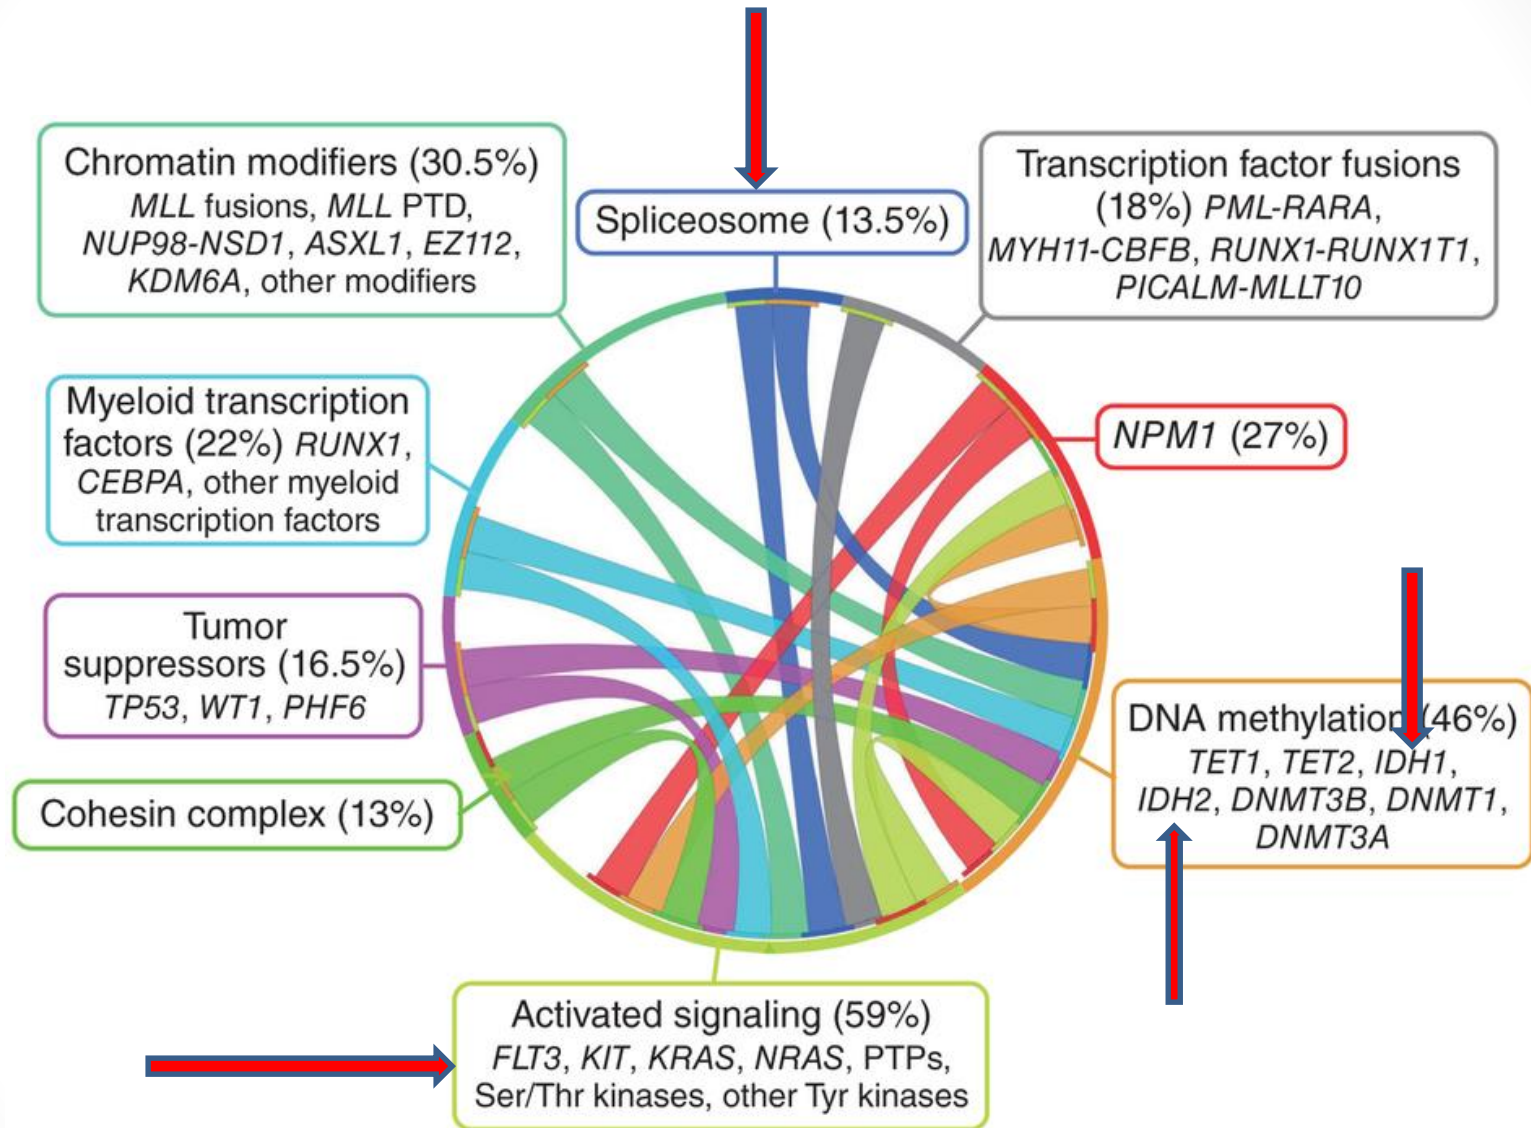 Chromatin modifiers (30.5%)
MLL fusions, MLL PTD,
NUP98-NSD1, ASXL1, EZ112,
KDM6A, other modifiers
Spliceosome (13.5%)
Transcription factor fusions
(18%) PML-RARA,
MYH11-CBFB, RUNX1-RUNX1T1,
PICALM-MLLT10
Myeloid transcription
factors (22%) RUNX1,
CEBPA, other myeloid
transcription factors
NPM1 (27%)
Tumor
suppressors (16.5%)
TP53, WT1, PHF6
DNA methylation (46%)
TET1, TET2, IDH1,
IDH2, DNMT3B, DNMT1,
DNMT3A
Cohesin complex (13%)
Activated signaling (59%)
FLT3, KIT, KRAS, NRAS, PTPs,
Ser/Thr kinases, other Tyr kinases